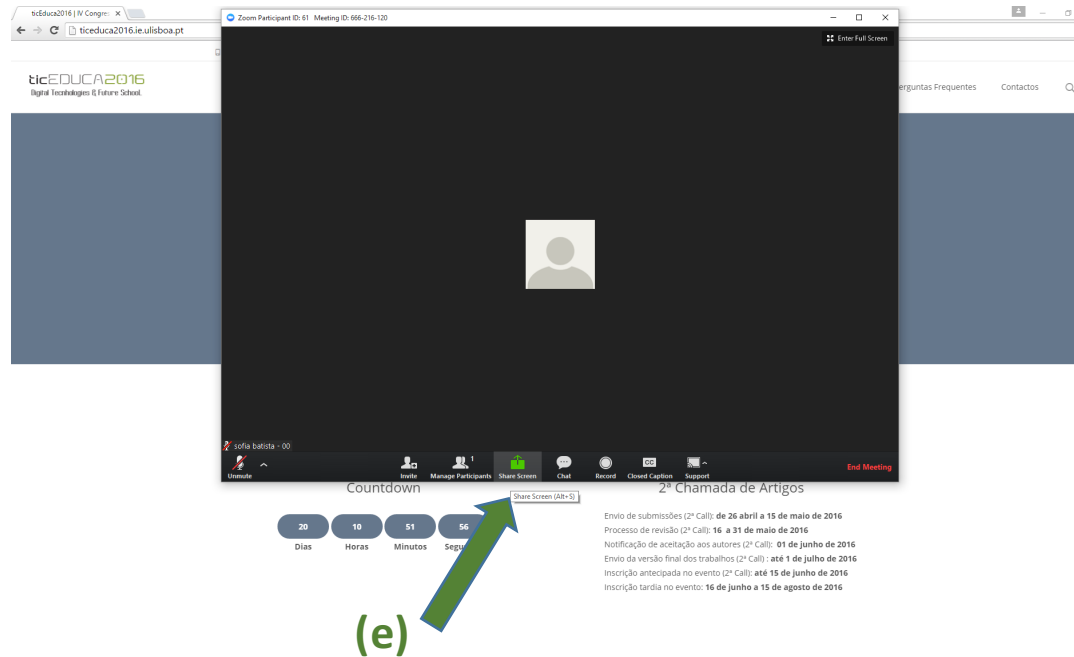 ticEduca2016 | IV Congre: ×
ticeduca2016.ie.ulisboa.pt
Zoom Participant ID: 61 Meeting ID: 666-216-120
Enter Full Screen
ticEDUCA2016
Digital Tecnhologies & Future School.
erguntas Frequentes Contactos
sofia batista - 00
Unmute Invite Manage Participants 1 Share Screen Chat Record CC Closed Caption Support End Meeting
Share Screen (Alt+S)
Countdown
20 10 51 56
Dias Horas Minutos Segu
2ª Chamada de Artigos
Envio de submissões (2ª Call): de 26 abril a 15 de maio de 2016
Processo de revisão (2ª Call): 16 a 31 de maio de 2016
Notificação de aceitação aos autores (2ª Call): 01 de junho de 2016
Envio da versão final dos trabalhos (2ª Call) : até 1 de julho de 2016
Inscrição antecipada no evento (2ª Call): até 15 de junho de 2016
Inscrição tardia no evento: 16 de junho a 15 de agosto de 2016
(e)